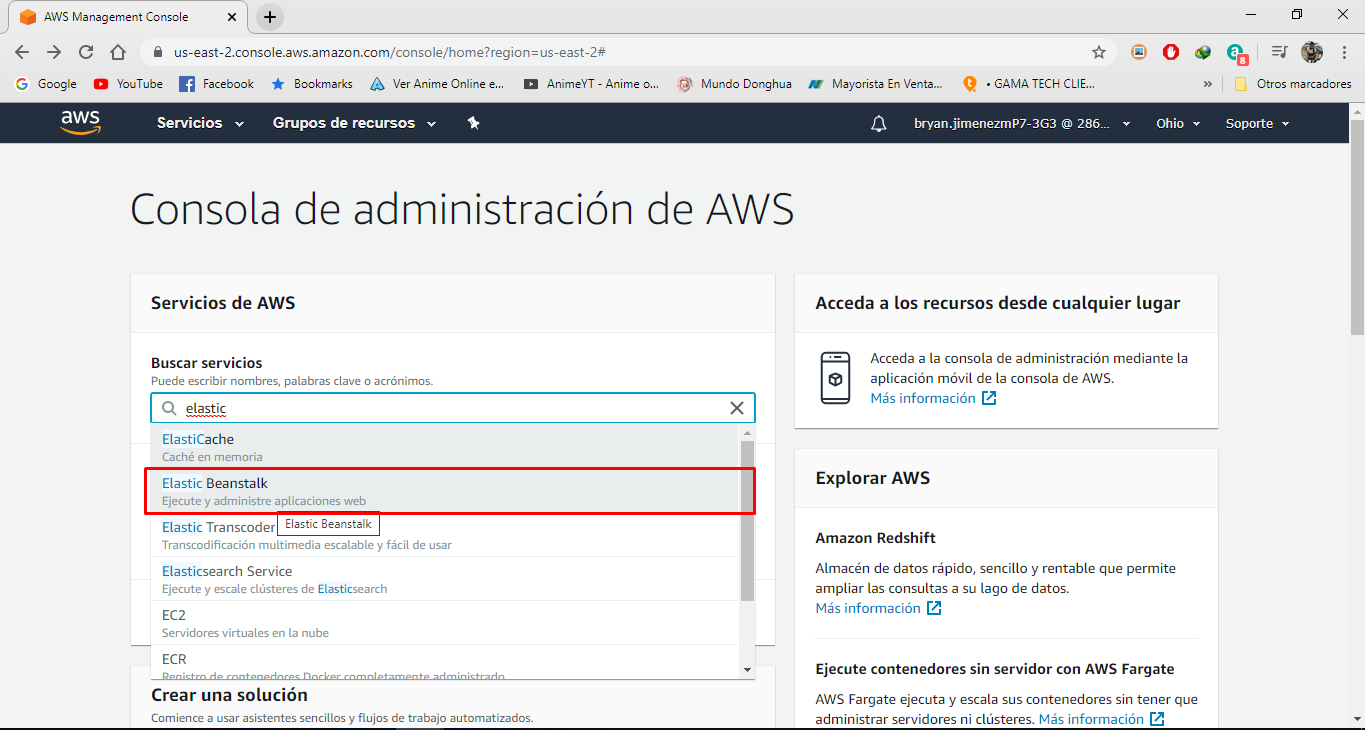 AWS Management Console
us-east-2.console.aws.amazon.com/console/home?region=us-east-2#
8
Google YouTube Facebook Bookmarks Ver Anime Online e... AnimeYT - Anime o... Mundo Donghua Mayorista En Venta... • GAMA TECH CLIE... » Otros marcadores
aws Servicios Grupos de recursos bryan.jimenezmP7-3G3 @ 286... Ohio Soporte
Consola de administración de AWS
Servicios de AWS
Buscar servicios
Puede escribir nombres, palabras clave o acrónimos.
elastic
ElastiCache
Caché en memoria
Elastic Beanstalk
Ejecute y administre aplicaciones web
Elastic Transcoder
Elastic Beanstalk
Transcodificación multimedia escalable y fácil de usar
Elasticsearch Service
Ejecute y escale clústeres de Elasticsearch
EC2
Servidores virtuales en la nube
ECR
Registro de contenedores Docker completamente administrado
Crear una solución
Comience a usar asistentes sencillos y flujos de trabajo automatizados.
Acceda a los recursos desde cualquier lugar
Acceda a la consola de administración mediante la
aplicación móvil de la consola de AWS.
Más información
Explorar AWS
Amazon Redshift
Almacén de datos rápido, sencillo y rentable que permite
ampliar las consultas a su lago de datos.
Más información
Ejecute contenedores sin servidor con AWS Fargate
AWS Fargate ejecuta y escala sus contenedores sin tener que
administrar servidores ni clústeres. Más información